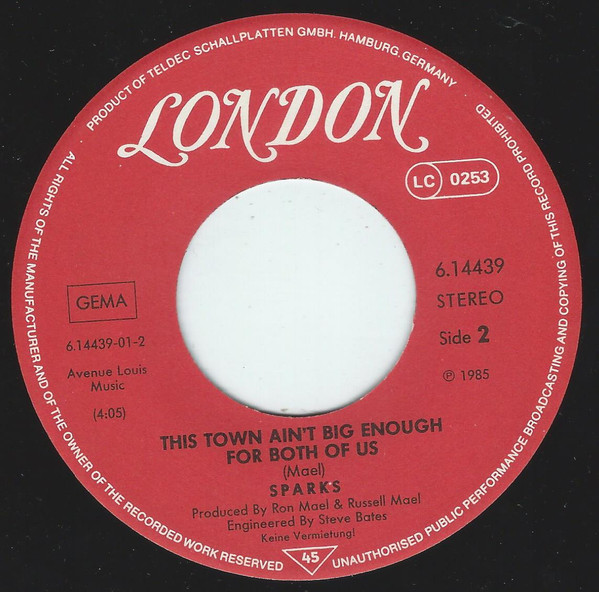 PRODUCT OF TELDEC SCHALLPLATTEN GMBH. HAMBURG. GERMANY
LONDON
LC 0253
6.14439
STEREO
Side 2
℗ 1985
GEMA
6.14439-01-2
Avenue Louis
Music
(4:05)
THIS TOWN AIN'T BIG ENOUGH
FOR BOTH OF US
(Mael)
SPARKS
Produced By Ron Mael & Russell Mael
Engineered By Steve Bates
Keine Vermietung!
45
ALL RIGHTS OF THE MANUFACTURER AND OF THE OWNER OF THE RECORDED WORK RESERVED
UNAUTHORISED PUBLIC PERFORMANCE BROADCASTING AND COPYING OF THIS RECORD PROHIBITED